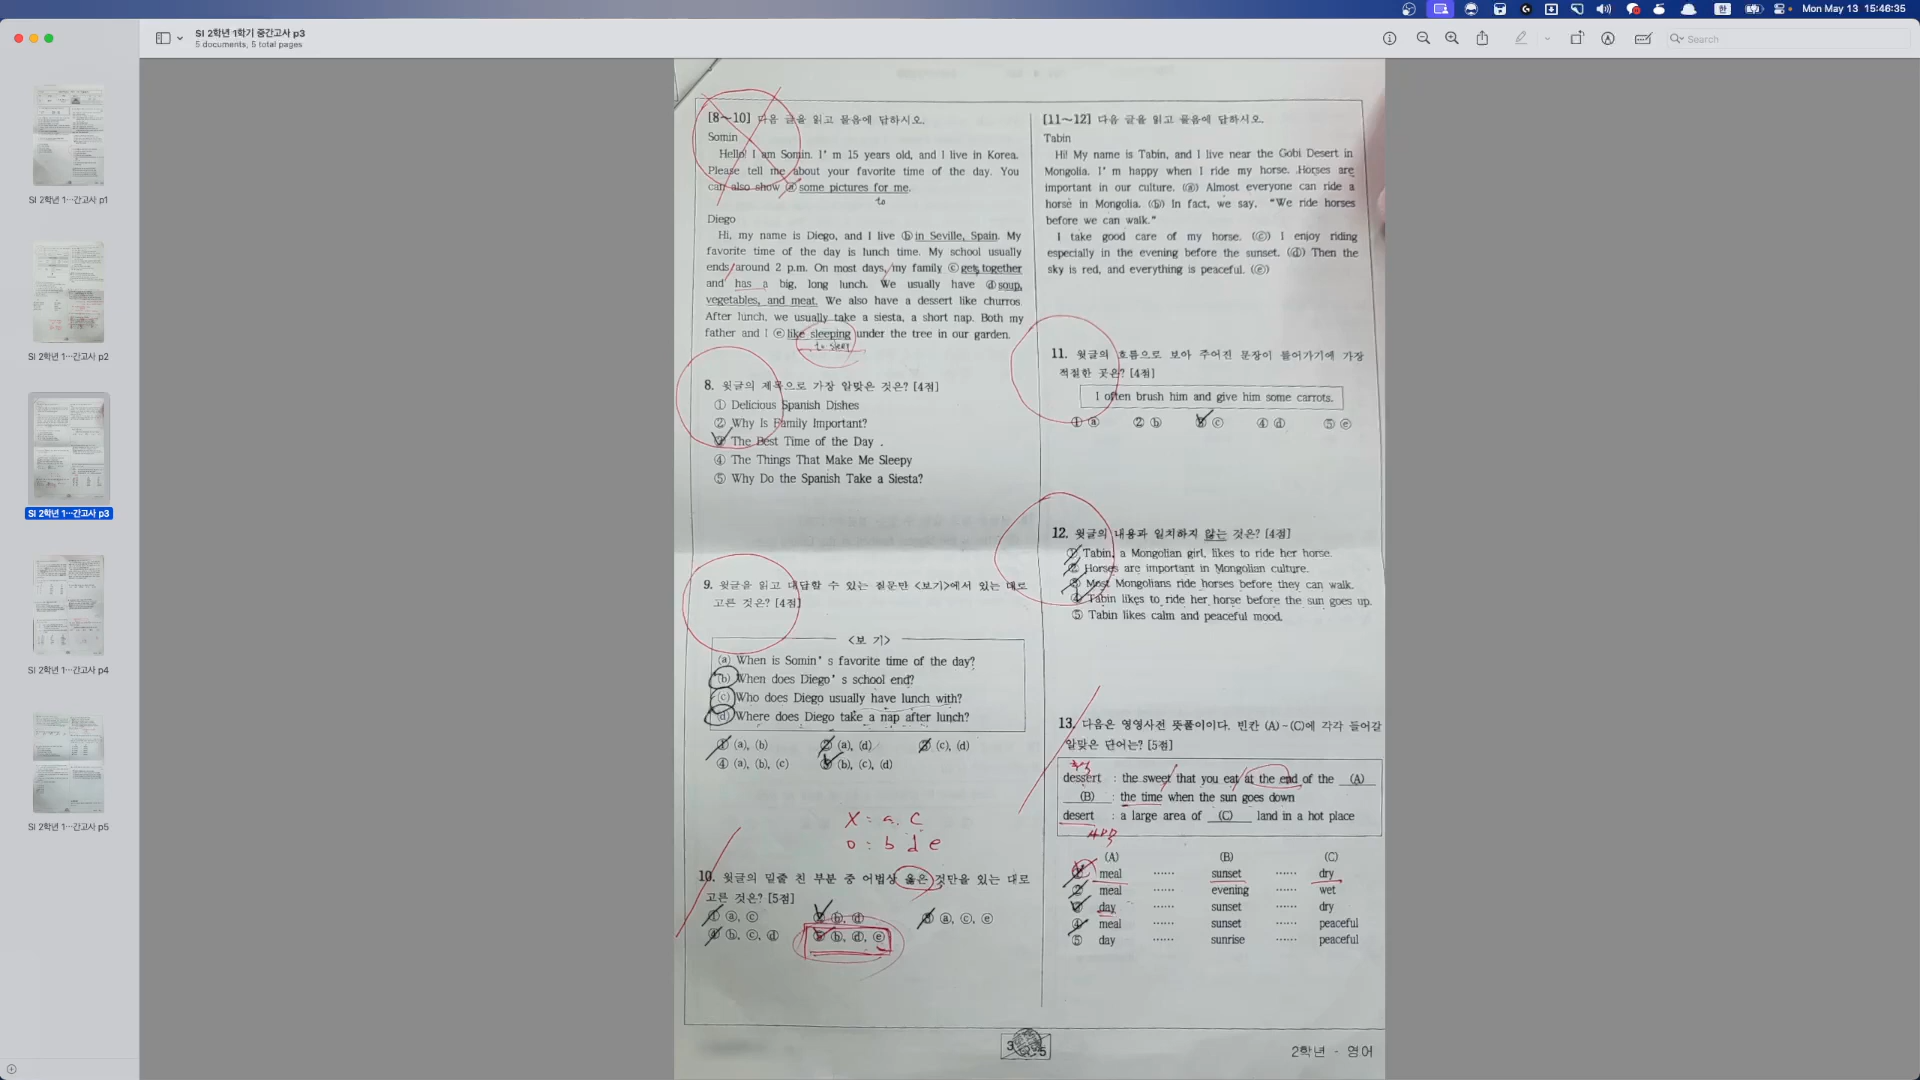 Mon May 13 15:46:35
SI 2학년 1학기 중간고사 p3
5 documents, 5 total pages
Search
SI 2학년 1⋯간고사 p1
SI 2학년 1⋯간고사 p2
SI 2학년 1⋯간고사 p3
SI 2학년 1⋯간고사 p4
SI 2학년 1⋯간고사 p5
[8~10] 다음 글을 읽고 물음에 답하시오.
Somin
Hello! I am Somin. I'm 15 years old, and I live in Korea.
Please tell me about your favorite time of the day. You
can also show ⓐ some pictures for me.
to
Diego
Hi, my name is Diego, and I live ⓑ in Seville, Spain. My
favorite time of the day is lunch time. My school usually
ends around 2 p.m. On most days, my family ⓒ gets together
and has a big, long lunch. We usually have ⓓ soup,
vegetables, and meat. We also have a dessert like churros.
After lunch, we usually take a siesta, a short nap. Both my
father and I ⓔ like sleeping under the tree in our garden.
to sleep
8. 윗글의 제목으로 가장 알맞은 것은? [4점]
① Delicious Spanish Dishes
② Why Is Family Important?
③ The Best Time of the Day .
④ The Things That Make Me Sleepy
⑤ Why Do the Spanish Take a Siesta?
9. 윗글을 읽고 대답할 수 있는 질문만 <보기>에서 있는 대로
고른 것은? [4점]
<보 기>
(a) When is Somin's favorite time of the day?
(b) When does Diego's school end?
(c) Who does Diego usually have lunch with?
(d) Where does Diego take a nap after lunch?
① (a), (b) ② (a), (d) ③ (c), (d)
④ (a), (b), (c) ⑤ (b), (c), (d)
X : a. c
o : b d e
10. 윗글의 밑줄 친 부분 중 어법상 옳은 것만을 있는 대로
고른 것은? [5점]
① ⓐ, ⓒ ② ⓑ, ⓓ ③ ⓐ, ⓒ, ⓔ
④ ⓑ, ⓒ, ⓓ ⑤ ⓑ, ⓓ, ⓔ
[11~12] 다음 글을 읽고 물음에 답하시오.
Tabin
Hi! My name is Tabin, and I live near the Gobi Desert in
Mongolia. I'm happy when I ride my horse. Horses are
important in our culture. (ⓐ) Almost everyone can ride a
horse in Mongolia. (ⓑ) In fact, we say. "We ride horses
before we can walk."
I take good care of my horse. (ⓒ) I enjoy riding
especially in the evening before the sunset. (ⓓ) Then the
sky is red, and everything is peaceful. (ⓔ)
11. 윗글의 흐름으로 보아 주어진 문장이 들어가기에 가장
적절한 곳은? [4점]
I often brush him and give him some carrots.
① ⓐ ② ⓑ ③ ⓒ ④ ⓓ ⑤ ⓔ
12. 윗글의 내용과 일치하지 않는 것은? [4점]
① Tabin, a Mongolian girl, likes to ride her horse.
② Horses are important in Mongolian culture.
③ Most Mongolians ride horses before they can walk.
④ Tabin likes to ride her horse before the sun goes up.
⑤ Tabin likes calm and peaceful mood.
13. 다음은 영영사전 뜻풀이이다. 빈칸 (A)-(C)에 각각 들어갈
알맞은 단어는? [5점]
dessert : the sweet that you eat at the end of the (A)
(B) : the time when the sun goes down
desert : a large area of (C) land in a hot place
사막
(A) (B) (C)
① meal ⋯⋯ sunset ⋯⋯ dry
② meal ⋯⋯ evening ⋯⋯ wet
③ day ⋯⋯ sunset ⋯⋯ dry
④ meal ⋯⋯ sunset ⋯⋯ peaceful
⑤ day ⋯⋯ sunrise ⋯⋯ peaceful
3 5
2학년 - 영어